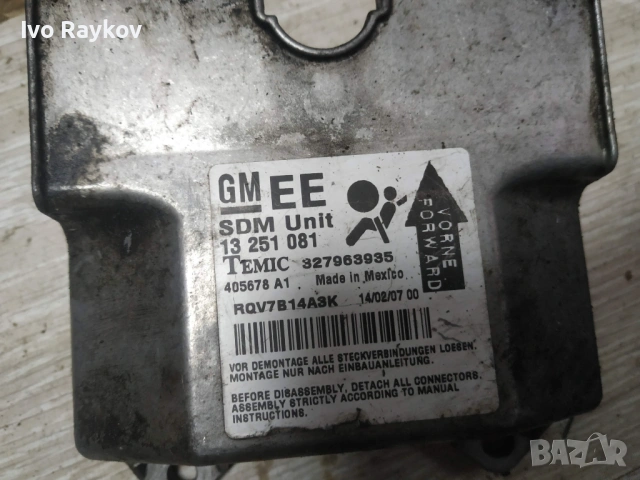 Ivo Raykov
GM EE
SDM Unit
13 251 081
TEMIC 327963935
405678 A1 Made in Mexico
RQV7B14A3K 14/02/07 00
VORNE
FORWARD
VOR DEMONTAGE ALLE STECKVERBINDUNGEN LOESEN.
MONTAGE NUR NACH EINBAUANLEITUNG.
BEFORE DISASSEMBLY, DETACH ALL CONNECTORS.
ASSEMBLY STRICTLY ACCORDING TO MANUAL
INSTRUCTIONS.
BAZAR